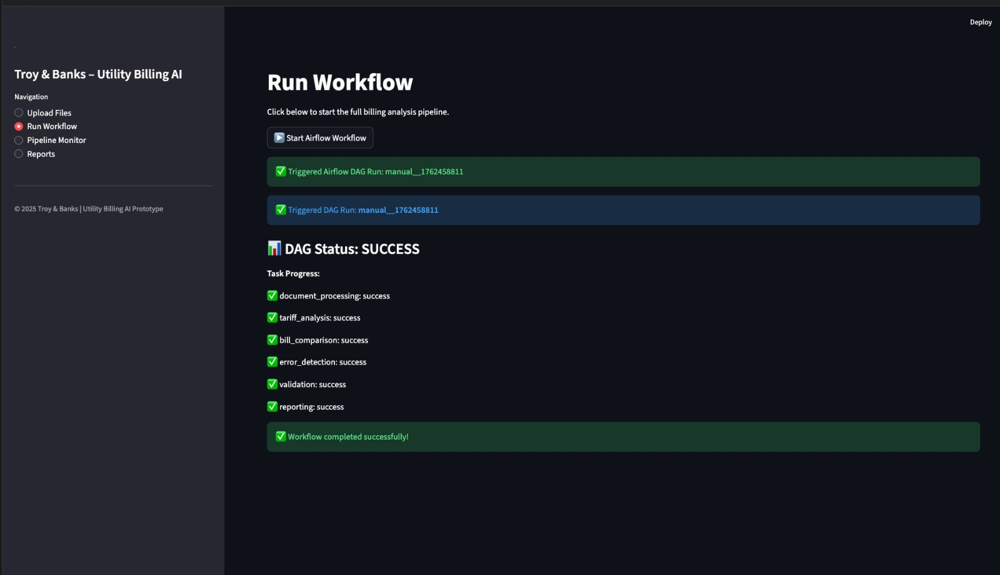 Deploy
Troy & Banks – Utility Billing AI
Navigation
Upload Files
Run Workflow
Pipeline Monitor
Reports
© 2025 Troy & Banks | Utility Billing AI Prototype
Run Workflow
Click below to start the full billing analysis pipeline.
Start Airflow Workflow
Triggered Airflow DAG Run: manual__1762458811
Triggered DAG Run: manual__1762458811
DAG Status: SUCCESS
Task Progress:
document_processing: success
tariff_analysis: success
bill_comparison: success
error_detection: success
validation: success
reporting: success
Workflow completed successfully!